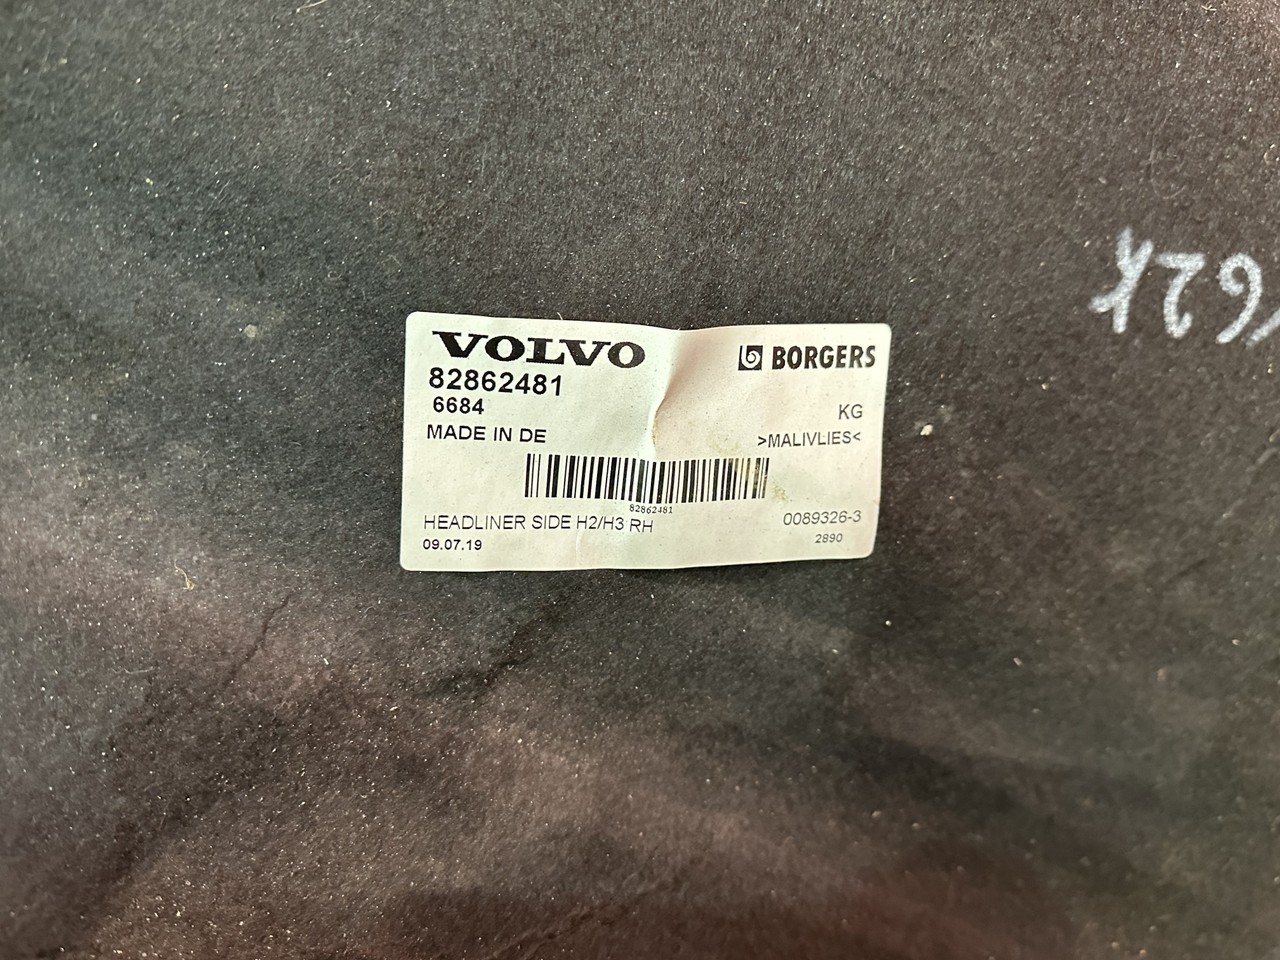 VOLVO
BORGERS
82862481
6684
KG
MADE IN DE
>MALIVLIES<
82862481
HEADLINER SIDE H2/H3 RH
0089326-3
09.07.19
2890